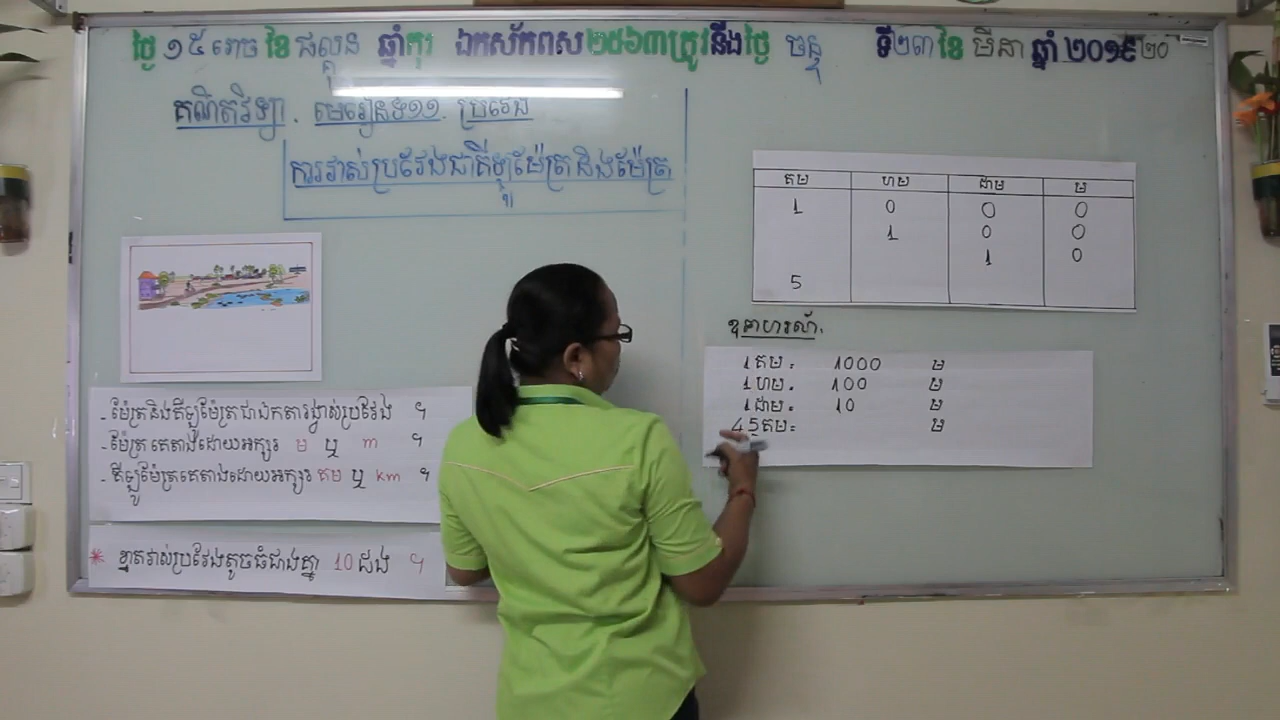 ថ្ងៃ ១៥ រោច ខែ ផល្គុន ឆ្នាំកុរ ឯកស័កពស ២៥៦៣ ត្រូវនឹងថ្ងៃ ចន្ទ ទី២៣ ខែ មីនា ឆ្នាំ ២០១៩ ២០
គណិតវិទ្យា . មេរៀនទី១១. ប្រវែង
ការវាស់ប្រវែងជាគីឡូម៉ែត្រ និងម៉ែត្រ
- ម៉ែត្រនិងគីឡូម៉ែត្រជាឯកតារង្វាស់ប្រវែង ។
- ម៉ែត្រ គេតាងដោយអក្សរ ម ឬ m ។
- គីឡូម៉ែត្រគេតាងដោយអក្សរ គម ឬ km ។
* ខ្នាតវាស់ប្រវែងតូចធំជាងគ្នា 10 ដង ។
គម ហម ដាម ម
1 0 0 0
1 0 0
1 0
5
ឧទាហរណ៍.
1គម = 1000 ម
1ហម = 100 ម
1ដាម = 10 ម
45គម = ម